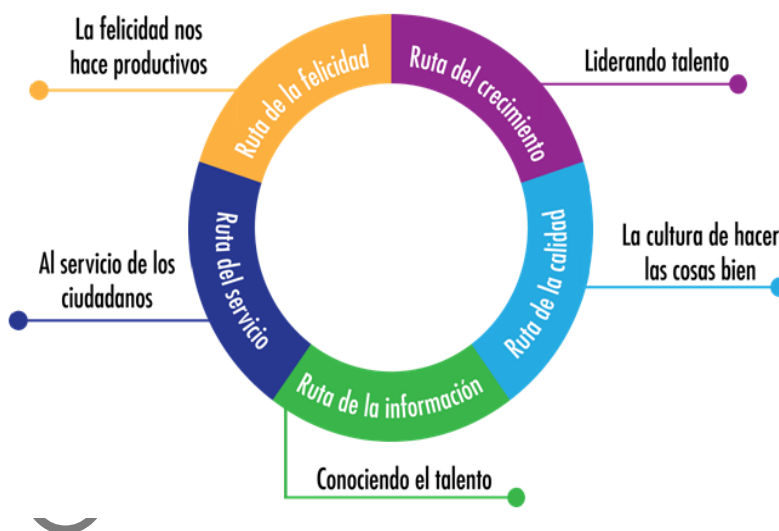 La felicidad nos
hace productivos
Ruta de la felicidad
Ruta del crecimiento
Liderando talento
Al servicio de los
ciudadanos
Ruta del servicio
Ruta de la calidad
La cultura de hacer
las cosas bien
Ruta de la información
Conociendo el talento